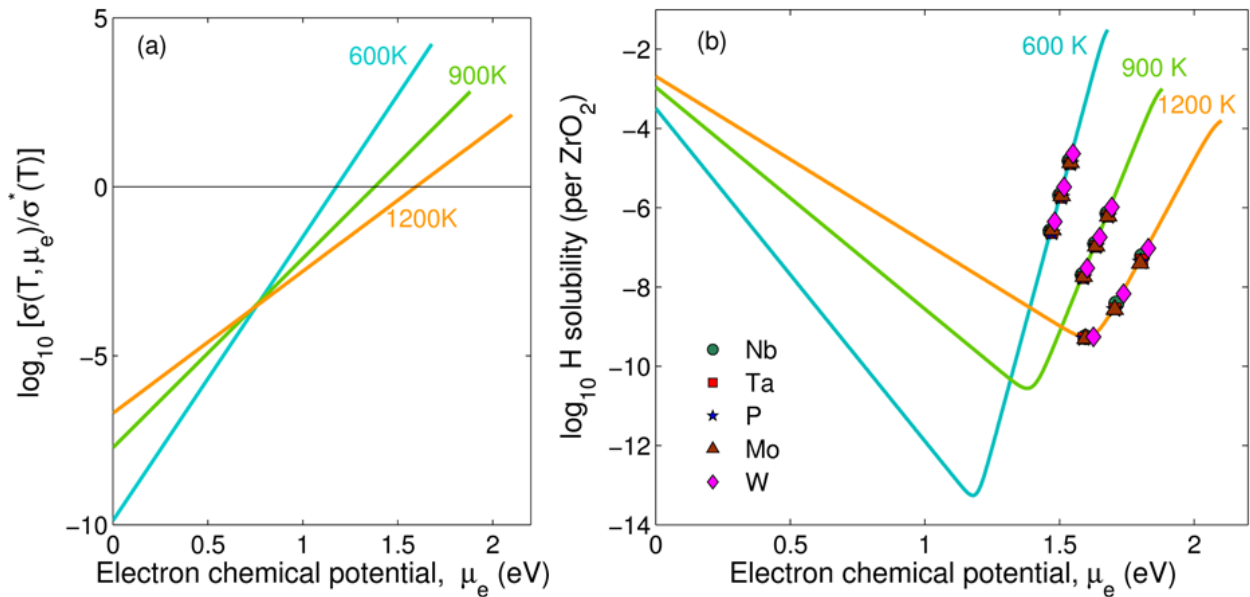 (a)
600K
900K
1200K
5
0
−5
−10
0
0.5
1
1.5
2
log₁₀ [σ(T, μₑ)/σ*(T)]
Electron chemical potential, μₑ (eV)
(b)
600 K
900 K
1200 K
−2
−4
−6
−8
−10
−12
−14
0
0.5
1
1.5
2
log₁₀ H solubility (per ZrO₂)
Nb
Ta
P
Mo
W
Electron chemical potential, μₑ (eV)